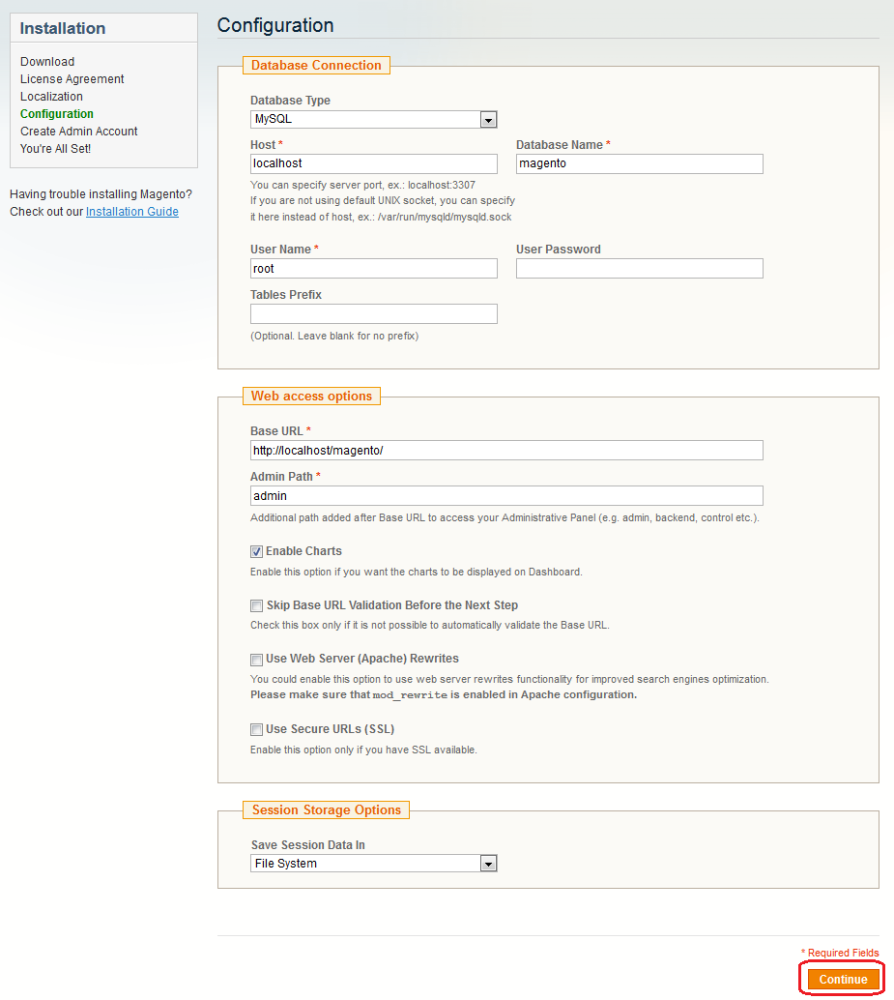 Installation
Download
License Agreement
Localization
Configuration
Create Admin Account
You're All Set!
Having trouble installing Magento?
Check out our Installation Guide
Configuration
Database Connection
Database Type
MySQL
Host *
Database Name *
localhost
magento
You can specify server port, ex.: localhost:3307
If you are not using default UNIX socket, you can specify
it here instead of host, ex.: /var/run/mysqld/mysqld.sock
User Name *
User Password
root
Tables Prefix
(Optional. Leave blank for no prefix)
Web access options
Base URL *
http://localhost/magento/
Admin Path *
admin
Additional path added after Base URL to access your Administrative Panel (e.g. admin, backend, control etc.).
Enable Charts
Enable this option if you want the charts to be displayed on Dashboard.
Skip Base URL Validation Before the Next Step
Check this box only if it is not possible to automatically validate the Base URL.
Use Web Server (Apache) Rewrites
You could enable this option to use web server rewrites functionality for improved search engines optimization.
Please make sure that mod_rewrite is enabled in Apache configuration.
Use Secure URLs (SSL)
Enable this option only if you have SSL available.
Session Storage Options
Save Session Data In
File System
* Required Fields
Continue